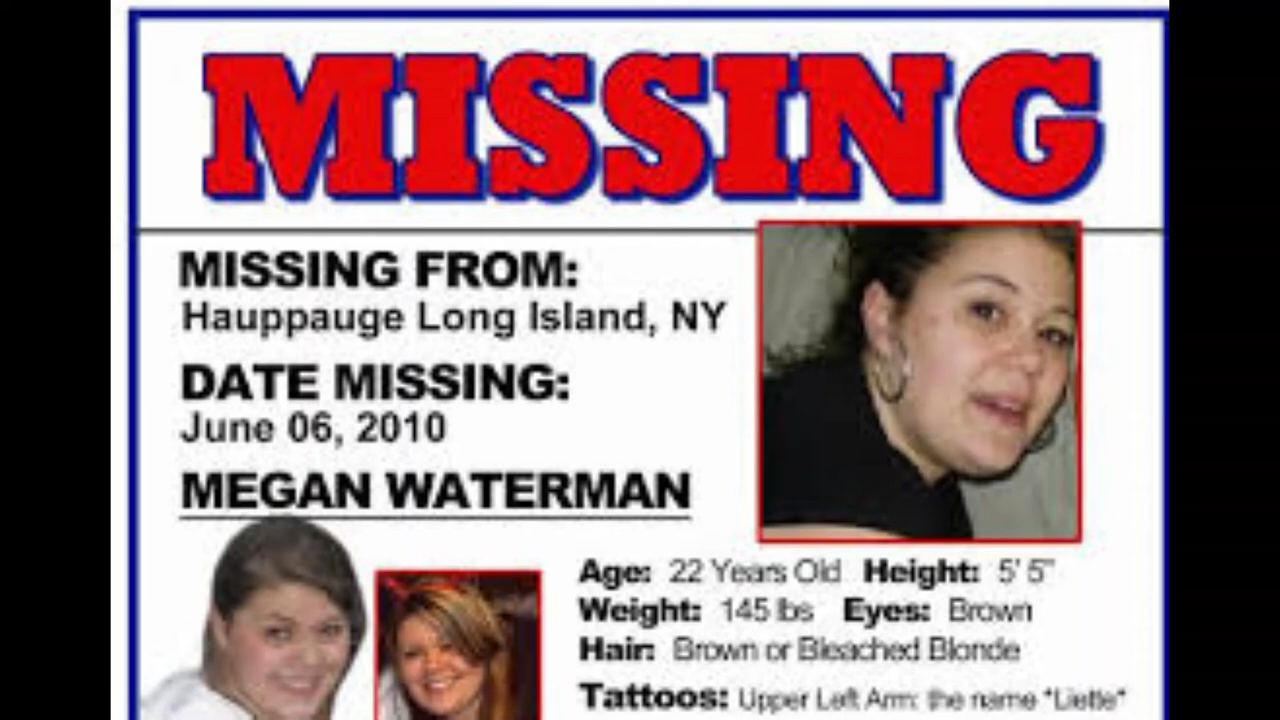 MISSING
MISSING FROM:
Hauppauge Long Island, NY
DATE MISSING:
June 06, 2010
MEGAN WATERMAN
Age: 22 Years Old Height: 5' 5"
Weight: 145 lbs Eyes: Brown
Hair: Brown or Bleached Blonde
Tattoos: Upper Left Arm: the name "Liette"